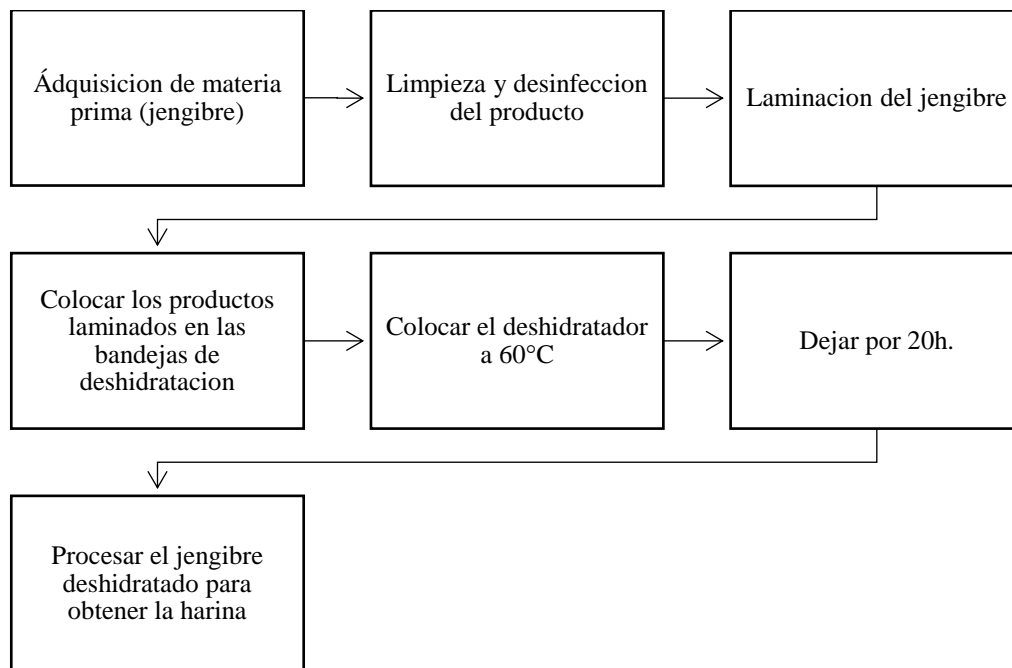 Ádquisicion de materia
prima (jengibre)
Limpieza y desinfeccion
del producto
Laminacion del jengibre
Colocar los productos
laminados en las
bandejas de
deshidratacion
Colocar el deshidratador
a 60°C
Dejar por 20h.
Procesar el jengibre
deshidratado para
obtener la harina